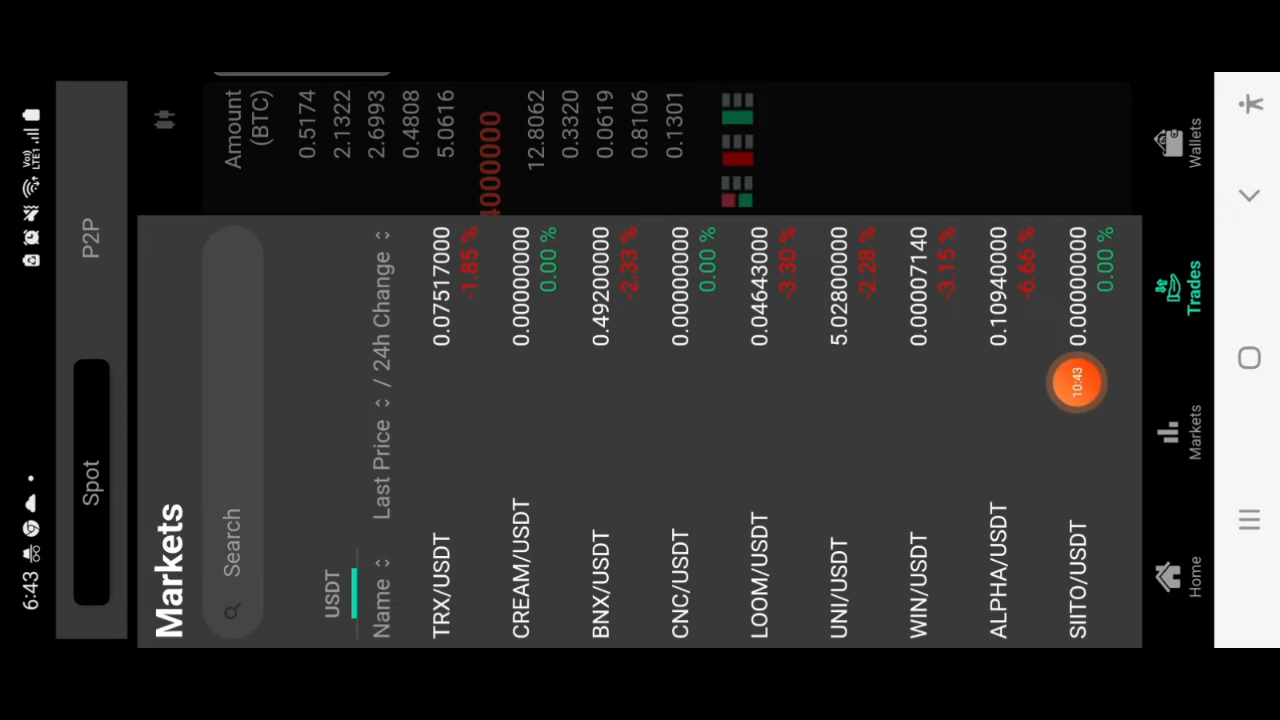 6:43
LTE1
Spot
P2P
Markets
Search
USDT
Name
Last Price / 24h Change
TRX/USDT 0.07517000
-1.85 %
CREAM/USDT 0.00000000
0.00 %
BNX/USDT 0.49200000
-2.33 %
CNC/USDT 0.00000000
0.00 %
LOOM/USDT 0.04643000
-3.30 %
UNI/USDT 5.02800000
-2.28 %
WIN/USDT 0.00007140
-3.15 %
ALPHA/USDT 0.10940000
-6.66 %
SIITO/USDT 0.00000000
0.00 %
10:43
Amount
(BTC)
0.5174
2.1322
2.6993
0.4808
5.0616
4000000
12.8062
0.3320
0.0619
0.8106
0.1301
Home
Markets
Trades
Wallets